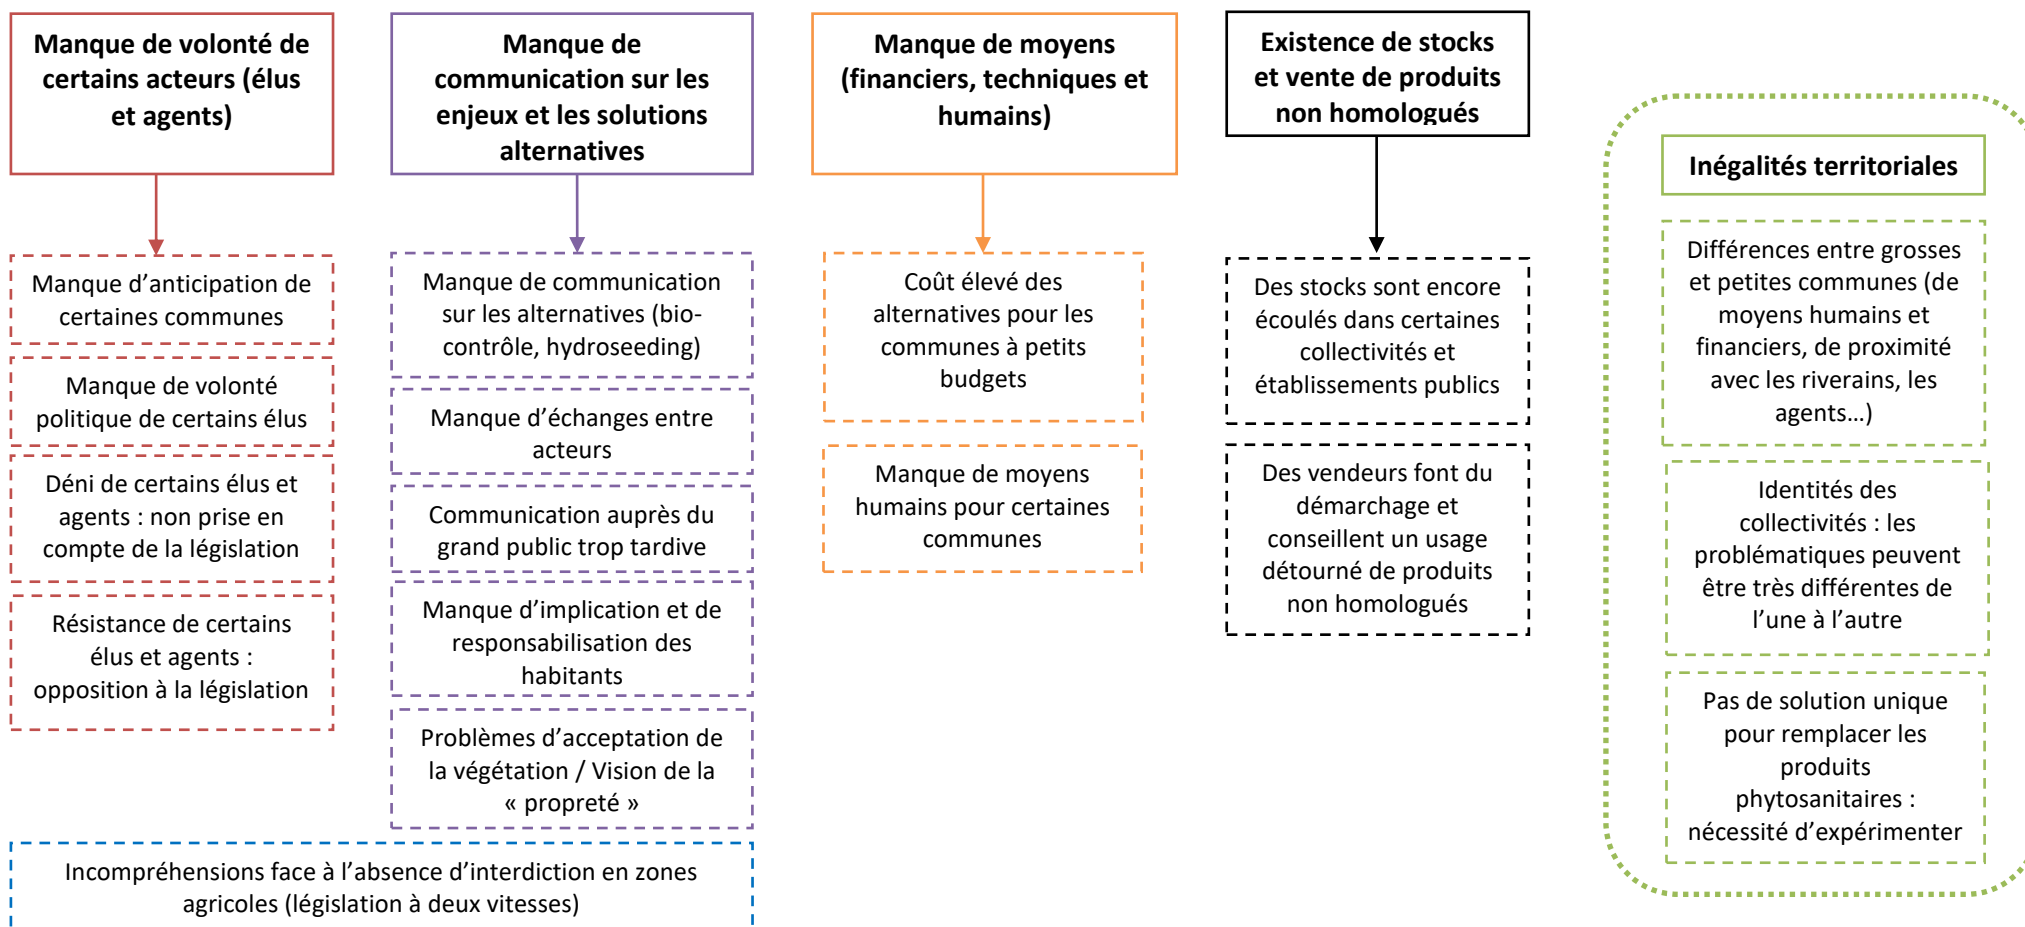 Manque de volonté de
certains acteurs (élus
et agents)
Manque d’anticipation de
certaines communes
Manque de volonté
politique de certains élus
Déni de certains élus et
agents : non prise en
compte de la législation
Résistance de certains
élus et agents :
opposition à la législation
Manque de
communication sur les
enjeux et les solutions
alternatives
Manque de communication
sur les alternatives (bio-
contrôle, hydroseeding)
Manque d’échanges entre
acteurs
Communication auprès du
grand public trop tardive
Manque d’implication et de
responsabilisation des
habitants
Problèmes d’acceptation de
la végétation / Vision de la
« propreté »
Incompréhensions face à l’absence d’interdiction en zones
agricoles (législation à deux vitesses)
Manque de moyens
(financiers, techniques et
humains)
Coût élevé des
alternatives pour les
communes à petits
budgets
Manque de moyens
humains pour certaines
communes
Existence de stocks
et vente de produits
non homologués
Des stocks sont encore
écoulés dans certaines
collectivités et
établissements publics
Des vendeurs font du
démarchage et
conseillent un usage
détourné de produits
non homologués
Inégalités territoriales
Différences entre grosses
et petites communes (de
moyens humains et
financiers, de proximité
avec les riverains, les
agents…)
Identités des
collectivités : les
problématiques peuvent
être très différentes de
l’une à l’autre
Pas de solution unique
pour remplacer les
produits
phytosanitaires :
nécessité d’expérimenter